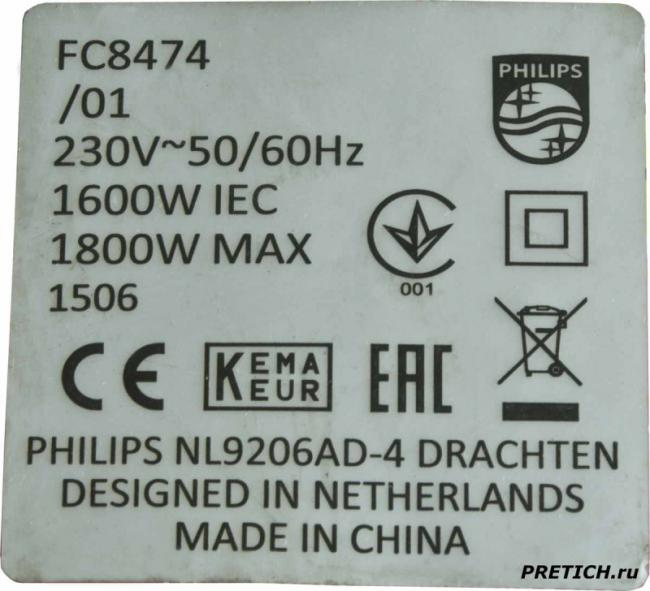 FC8474
/01
230V~50/60Hz
1600W IEC
1800W MAX
1506
PHILIPS
001
CE
KEMA
EUR
EAC
PHILIPS NL9206AD-4 DRACHTEN
DESIGNED IN NETHERLANDS
MADE IN CHINA
PRETICH.ru